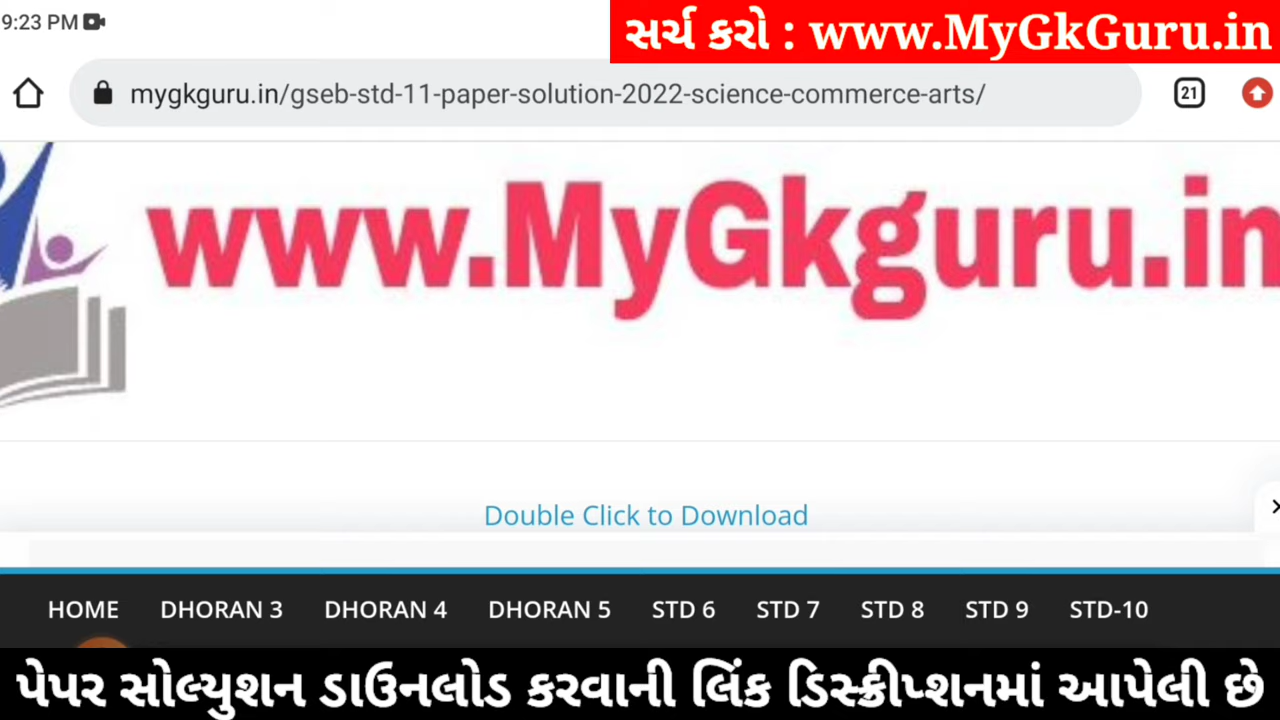 9:23 PM
સર્ચ કરો : www.MyGkGuru.in
mygkguru.in/gseb-std-11-paper-solution-2022-science-commerce-arts/
21
www.MyGkguru.in
Double Click to Download
HOME DHORAN 3 DHORAN 4 DHORAN 5 STD 6 STD 7 STD 8 STD 9 STD-10
પેપર સોલ્યુશન ડાઉનલોડ કરવાની લિંક ડિસ્ક્રીપ્શનમાં આપેલી છે